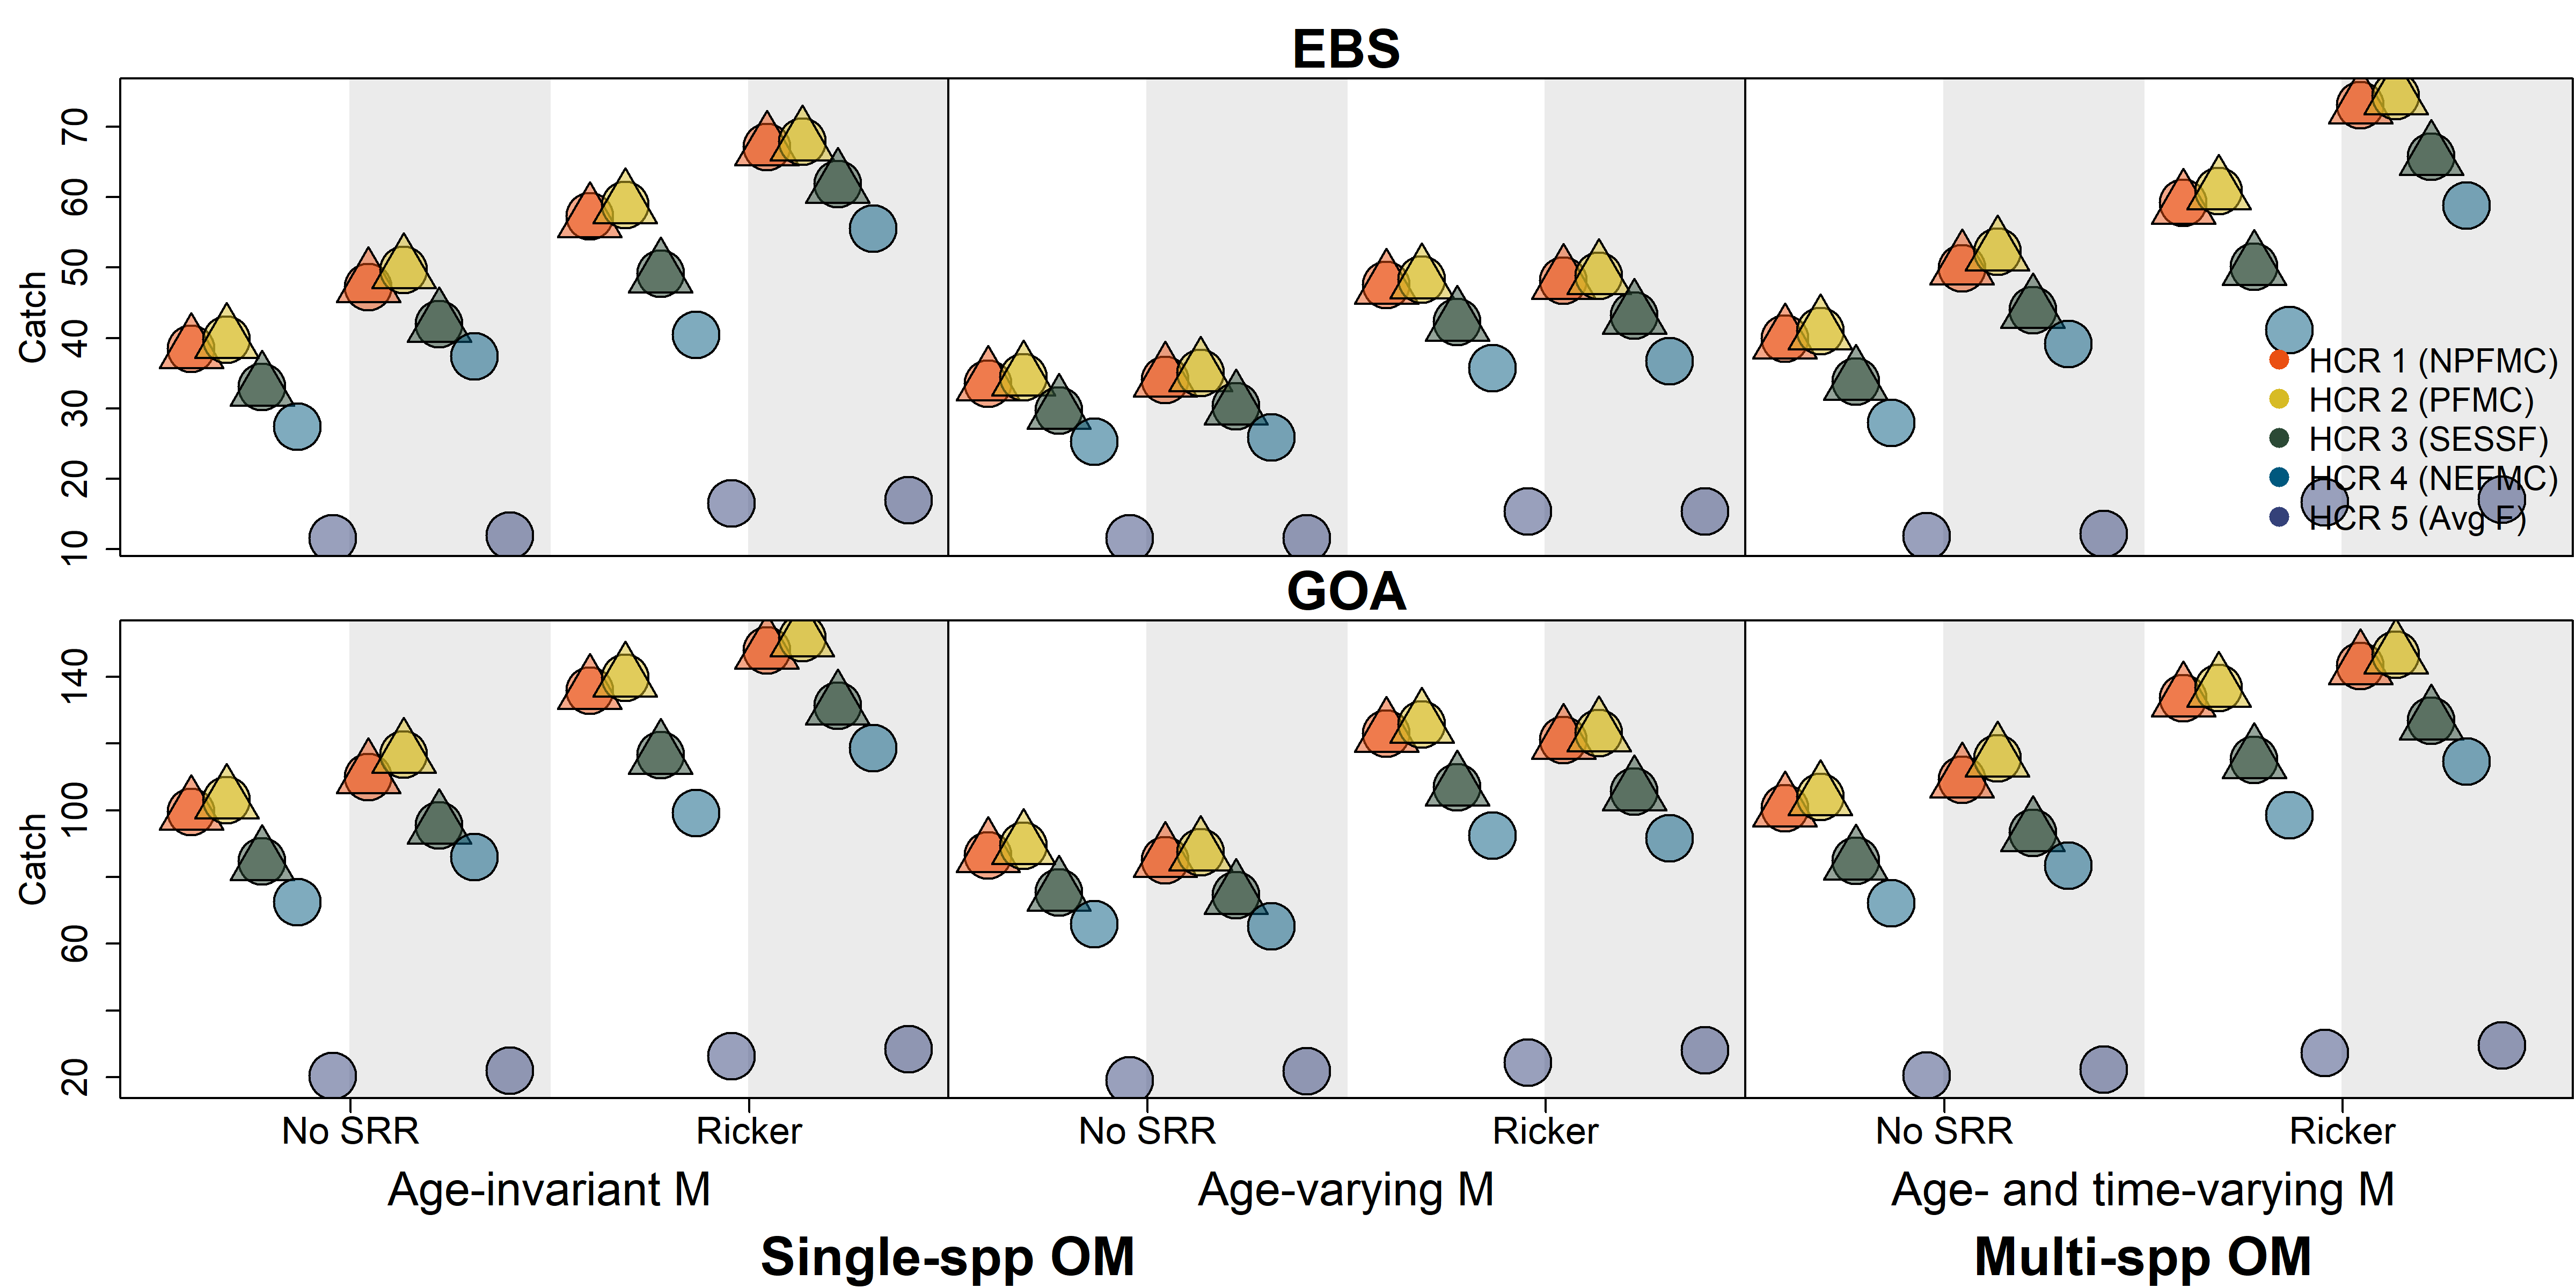 EBS
Catch
70
60
50
40
30
20
10
HCR 1 (NPFMC)
HCR 2 (PFMC)
HCR 3 (SESSF)
HCR 4 (NEFMC)
HCR 5 (Avg F)
GOA
Catch
140
100
60
20
No SRR Ricker No SRR Ricker No SRR Ricker
Age-invariant M Age-varying M Age- and time-varying M
Single-spp OM Multi-spp OM